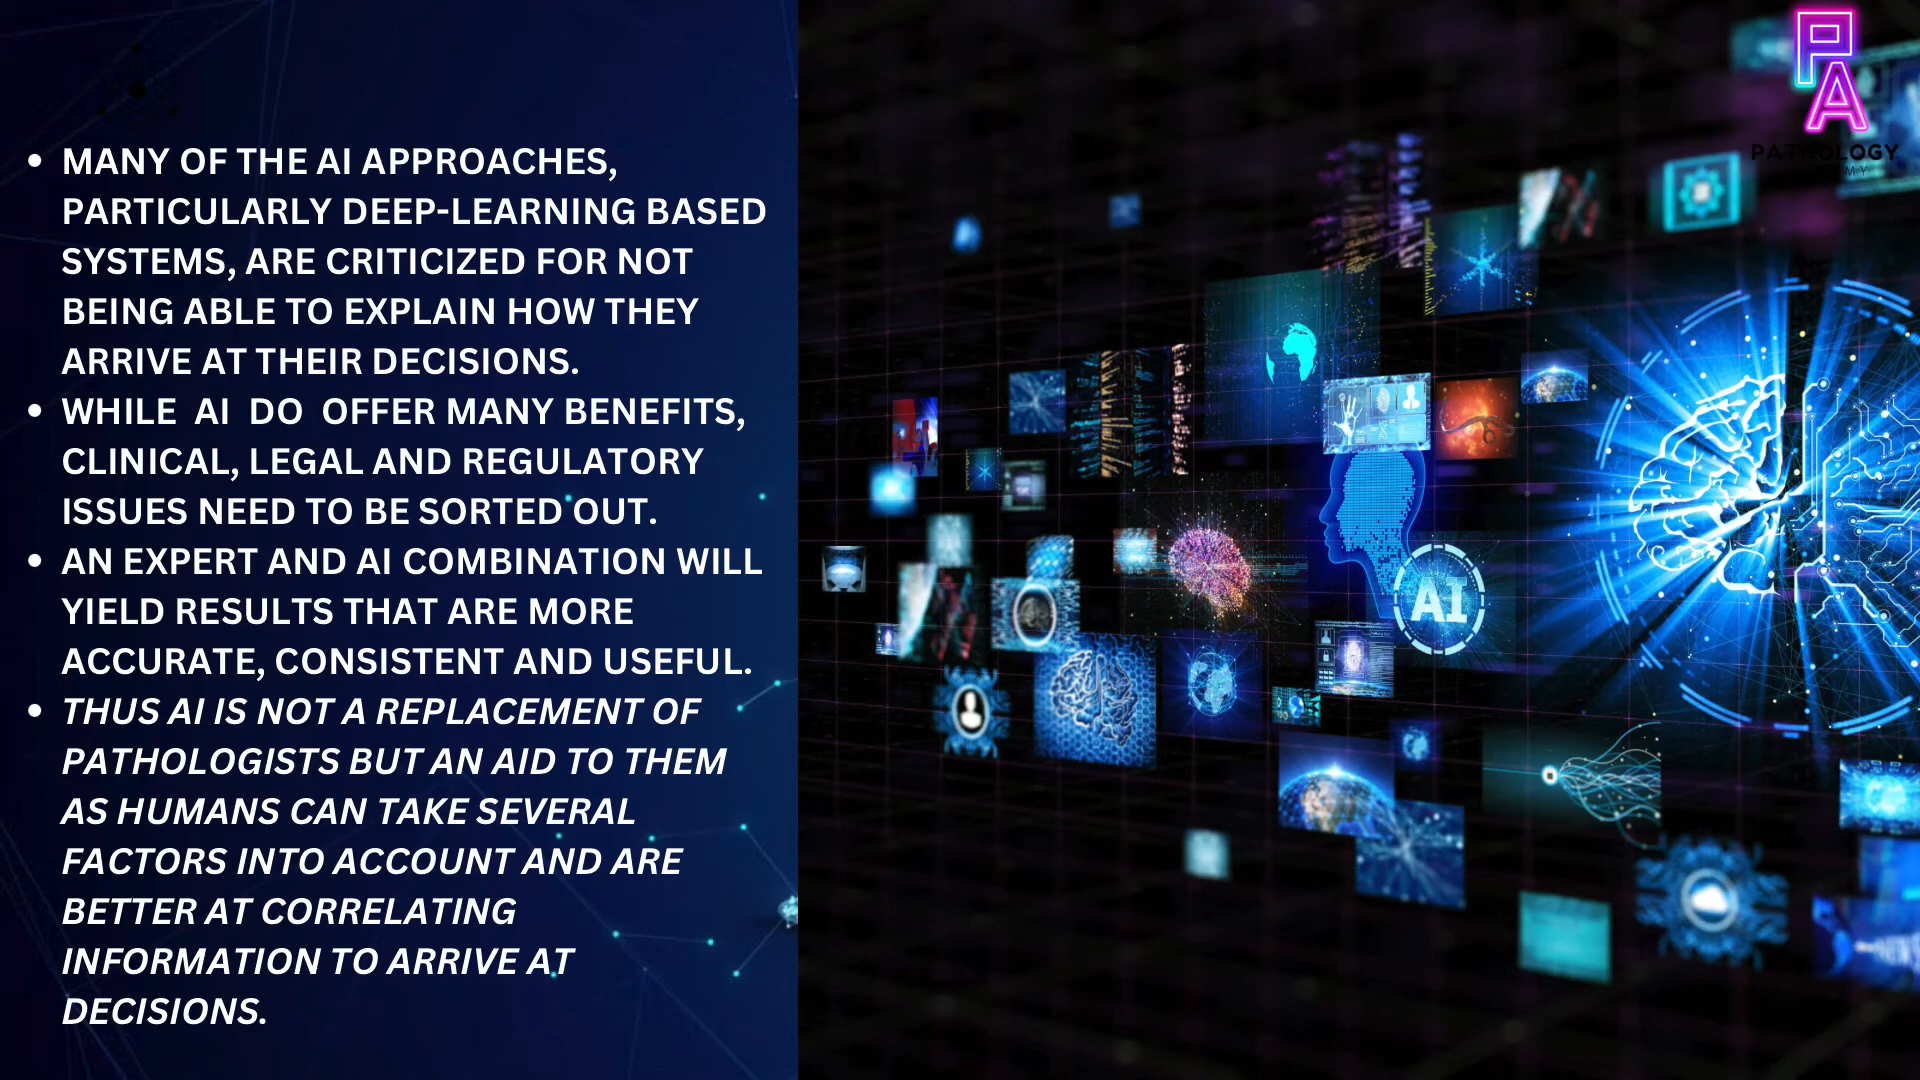 MANY OF THE AI APPROACHES,
PARTICULARLY DEEP-LEARNING BASED
SYSTEMS, ARE CRITICIZED FOR NOT
BEING ABLE TO EXPLAIN HOW THEY
ARRIVE AT THEIR DECISIONS.
WHILE AI DO OFFER MANY BENEFITS,
CLINICAL, LEGAL AND REGULATORY
ISSUES NEED TO BE SORTED OUT.
AN EXPERT AND AI COMBINATION WILL
YIELD RESULTS THAT ARE MORE
ACCURATE, CONSISTENT AND USEFUL.
THUS AI IS NOT A REPLACEMENT OF
PATHOLOGISTS BUT AN AID TO THEM
AS HUMANS CAN TAKE SEVERAL
FACTORS INTO ACCOUNT AND ARE
BETTER AT CORRELATING
INFORMATION TO ARRIVE AT
DECISIONS.
PA
PATHOLOGY
AI